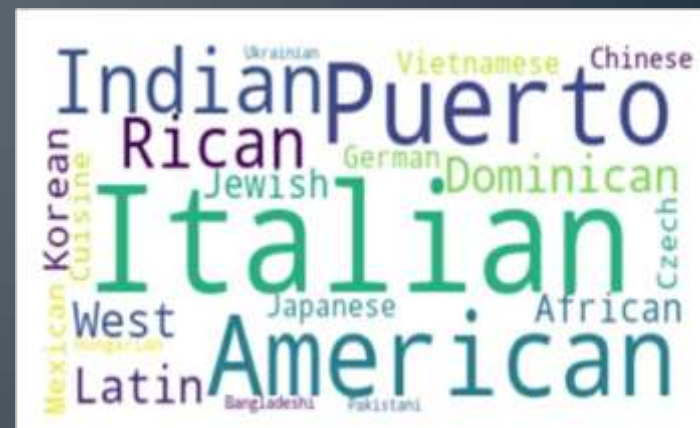 Ukrainian
Vietnamese
Chinese
Indian
Puerto
Rican
Korean
Cuisine
German
Jewish
Dominican
Italian
Czech
Mexican
West
Japanese
African
Hungarian
American
Latin
Bangladeshi
Pakistani